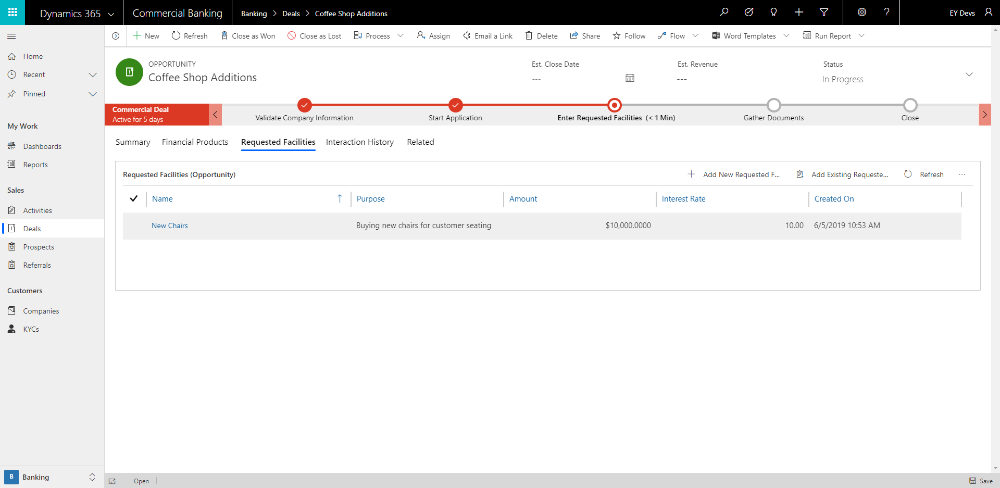 Dynamics 365
Commercial Banking
Banking > Deals > Coffee Shop Additions
EY Devs
New
Refresh
Close as Won
Close as Lost
Process
Assign
Email a Link
Delete
Share
Follow
Flow
Word Templates
Run Report
Home
Recent
Pinned
My Work
Dashboards
Reports
Sales
Activities
Deals
Prospects
Referrals
Customers
Companies
KYCs
B Banking
OPPORTUNITY
Coffee Shop Additions
Est. Close Date
---
Est. Revenue
---
Status
In Progress
Commercial Deal
Active for 5 days
Validate Company Information
Start Application
Enter Requested Facilities (< 1 Min)
Gather Documents
Close
Summary
Financial Products
Requested Facilities
Interaction History
Related
Requested Facilities (Opportunity)
Add New Requested F...
Add Existing Requeste...
Refresh
...
Name
Purpose
Amount
Interest Rate
Created On
New Chairs
Buying new chairs for customer seating
$10,000.0000
10.00
6/5/2019 10:53 AM
Open
Save